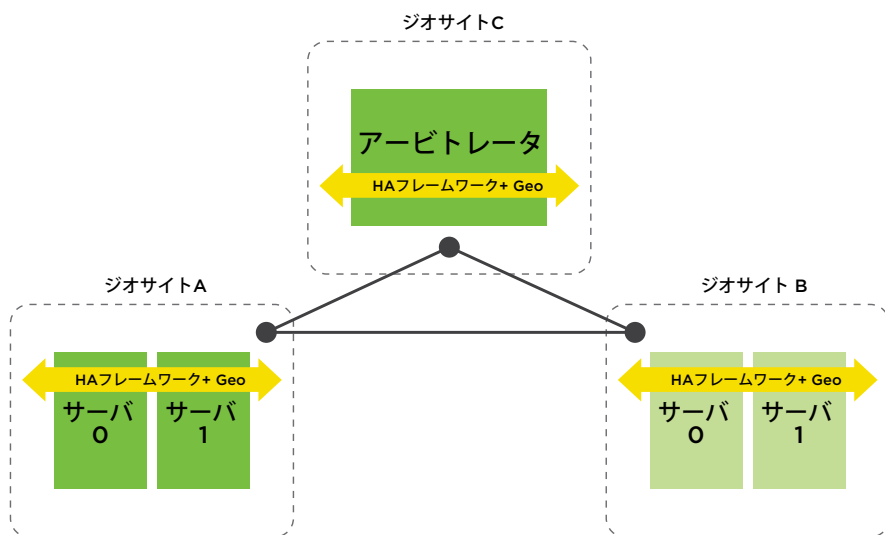 ジオサイトC
アービトレータ
HAフレームワーク+ Geo
ジオサイトA
ジオサイト B
HAフレームワーク+ Geo
サーバ
0
サーバ
1
HAフレームワーク+ Geo
サーバ
0
サーバ
1